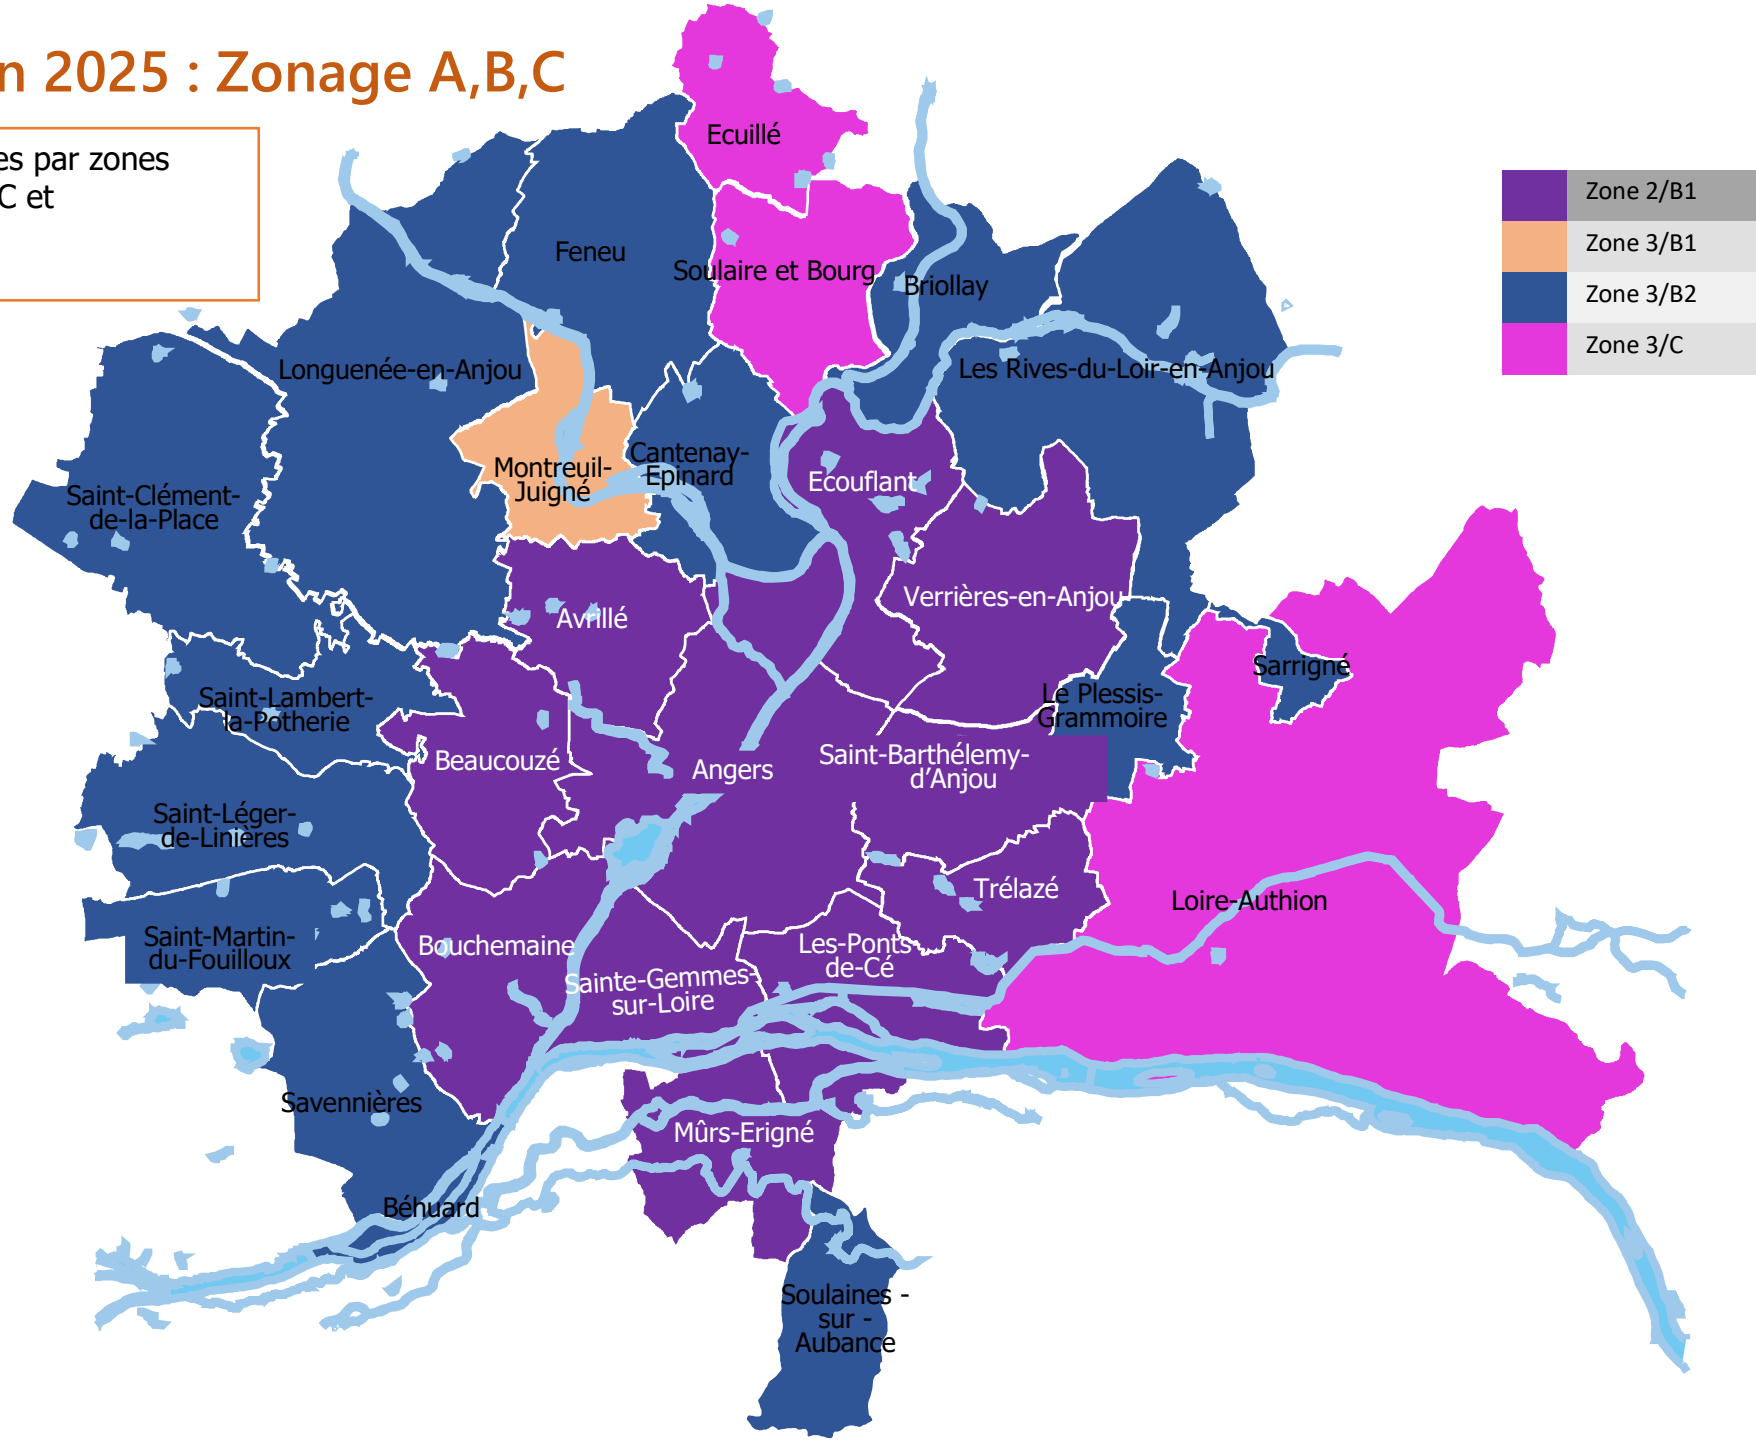 n 2025 : Zonage A,B,C
es par zones
C et
Zone 2/B1
Zone 3/B1
Zone 3/B2
Zone 3/C
Ecuillé
Feneu
Soulaire et Bourg
Briollay
Longuenée-en-Anjou
Les Rives-du-Loir-en-Anjou
Cantenay-
Epinard
Montreuil-
Juigné
Ecouflant
Saint-Clément-
de-la-Place
Verrières-en-Anjou
Avrillé
Sarrigné
Saint-Lambert-
la-Potherie
Le Plessis-
Grammoire
Beaucouzé
Angers
Saint-Barthélemy-
d’Anjou
Saint-Léger-
de-Linières
Trélazé
Loire-Authion
Saint-Martin-
du-Fouilloux
Bouchemaine
Les-Ponts-
de-Cé
Sainte-Gemmes-
sur-Loire
Savennières
Mûrs-Erigné
Béhuard
Soulaines -
sur -
Aubance